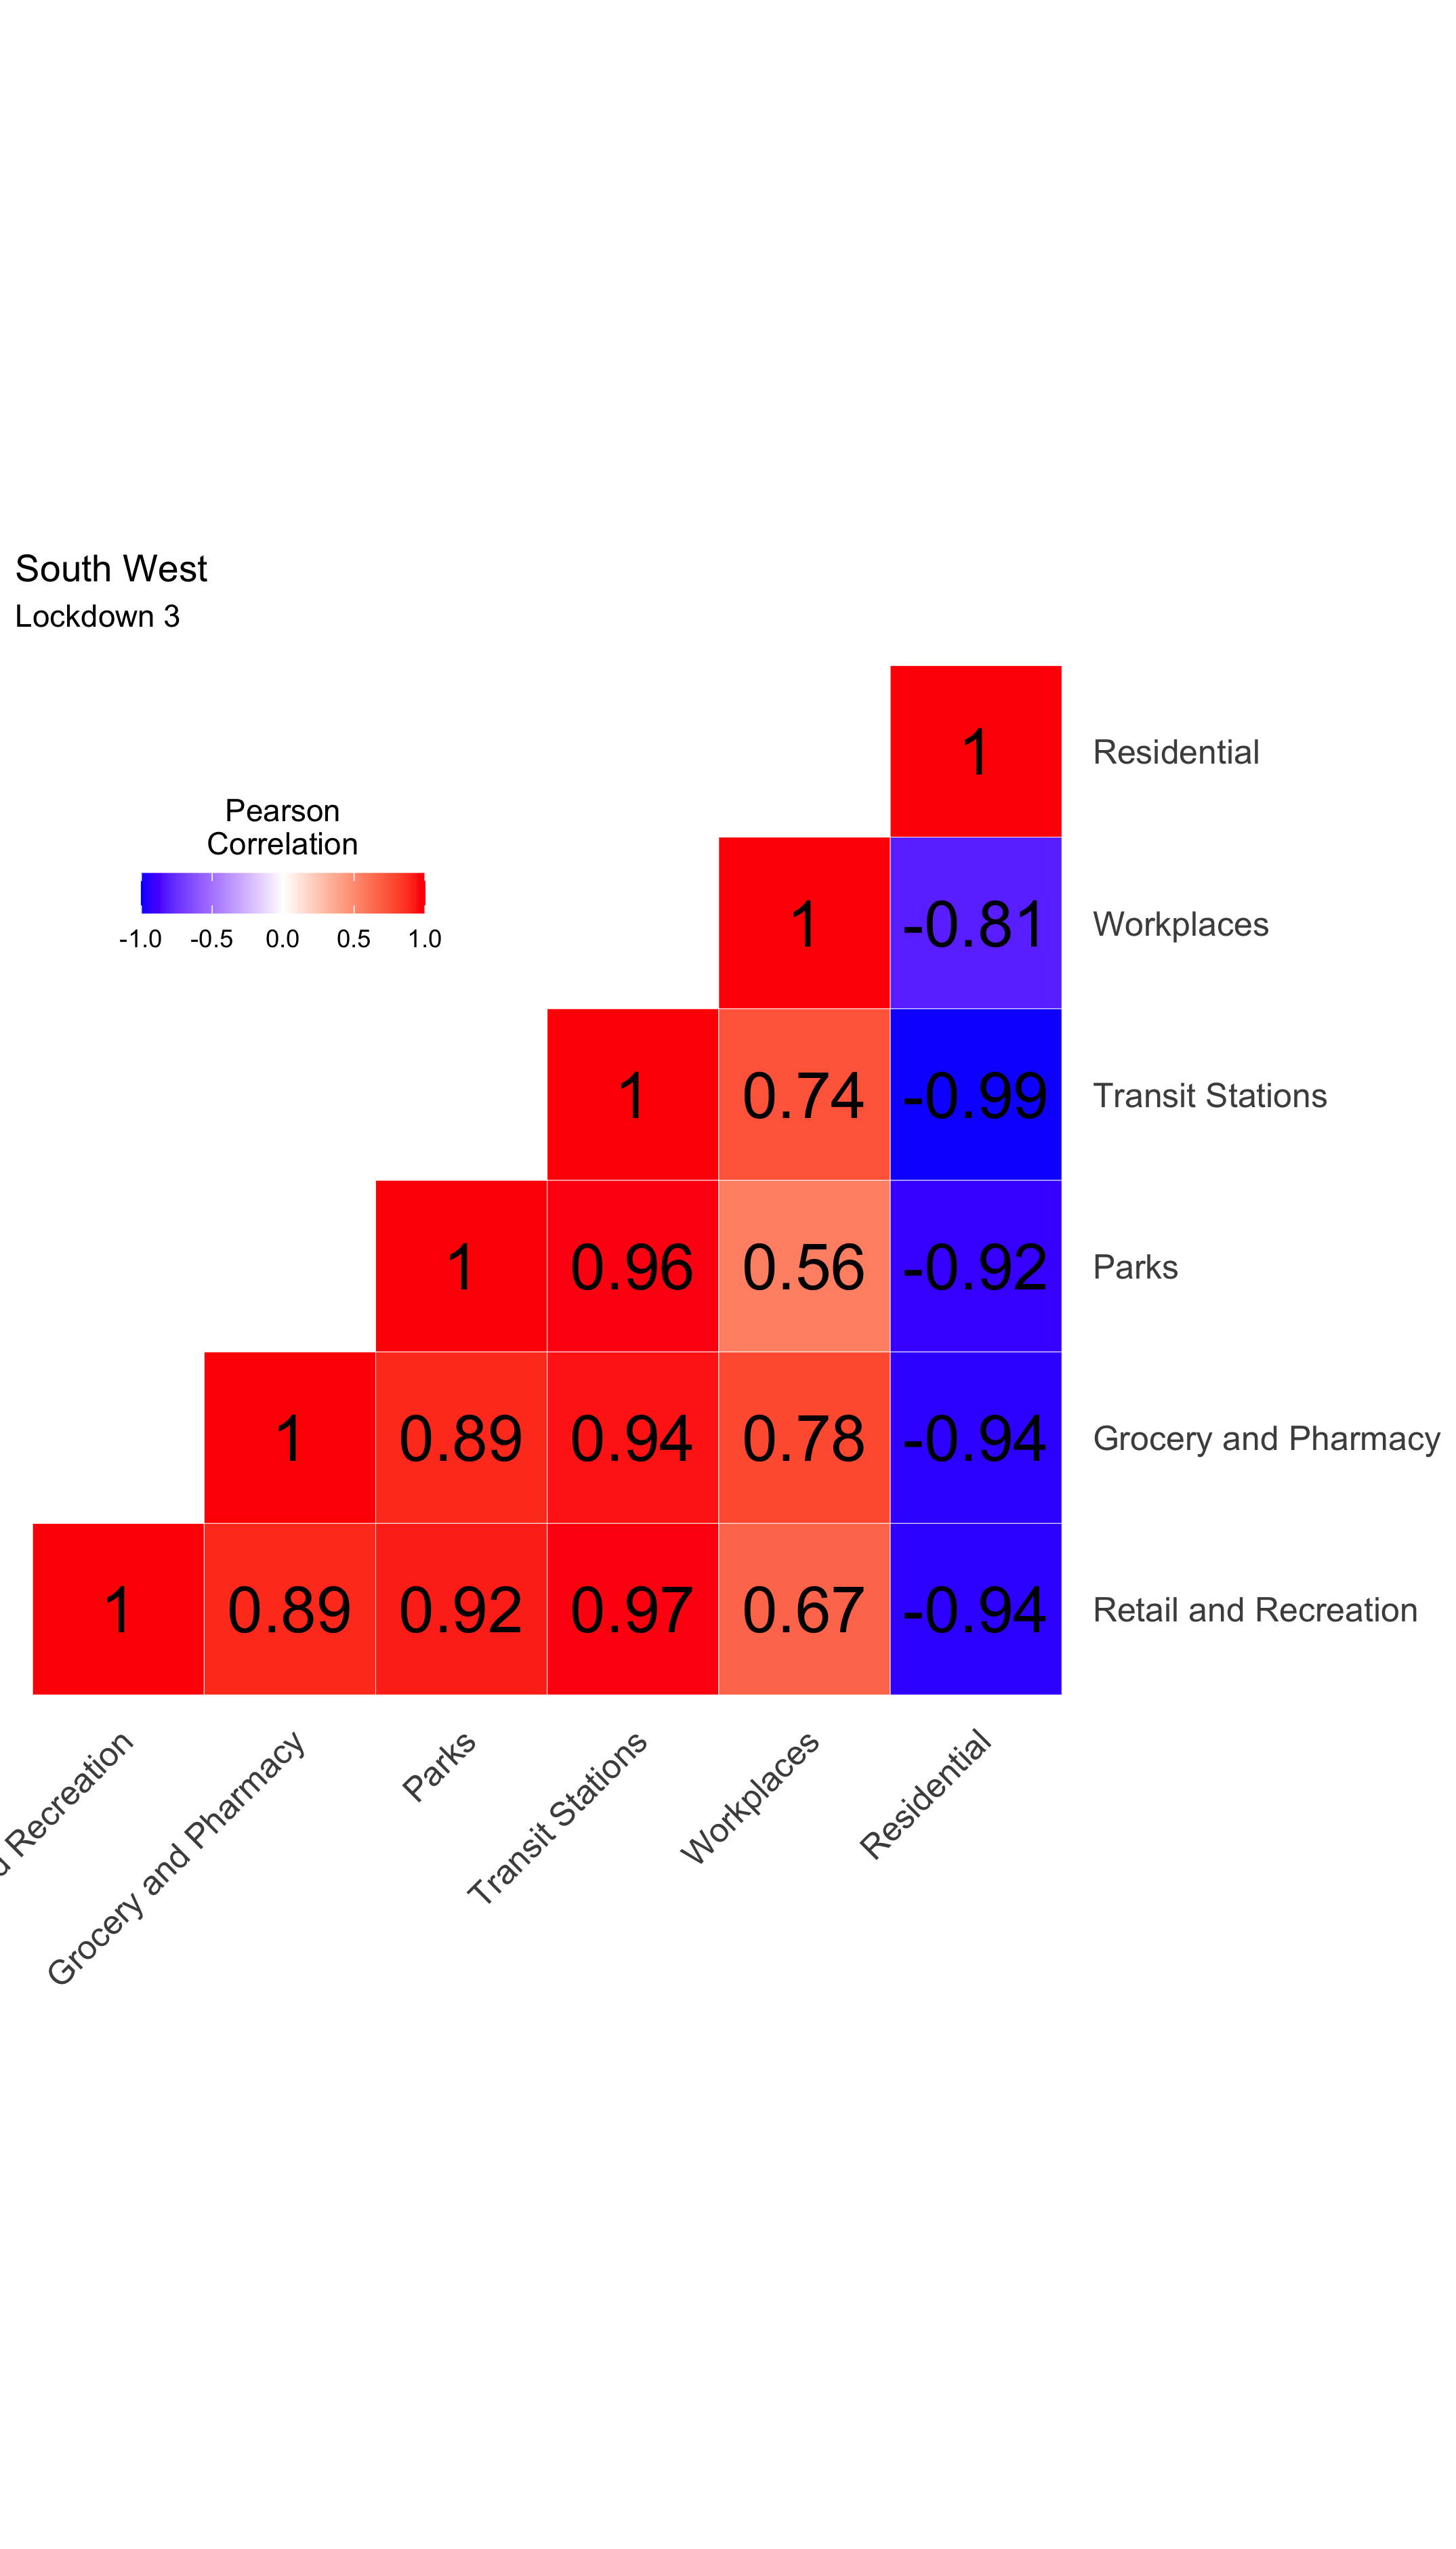 South West
Lockdown 3
Pearson
Correlation
-1.0 -0.5 0.0 0.5 1.0
1 Residential
1 -0.81 Workplaces
1 0.74 -0.99 Transit Stations
1 0.96 0.56 -0.92 Parks
1 0.89 0.94 0.78 -0.94 Grocery and Pharmacy
1 0.89 0.92 0.97 0.67 -0.94 Retail and Recreation
Recreation
Grocery and Pharmacy
Parks
Transit Stations
Workplaces
Residential